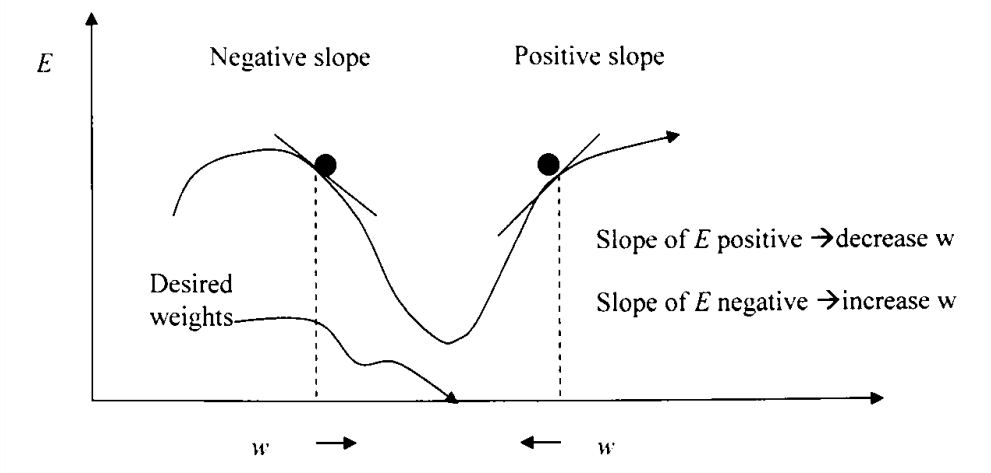 Negative slope
Positive slope
E
Slope of E positive →decrease w
Desired
weights
Slope of E negative →increase w
w
w